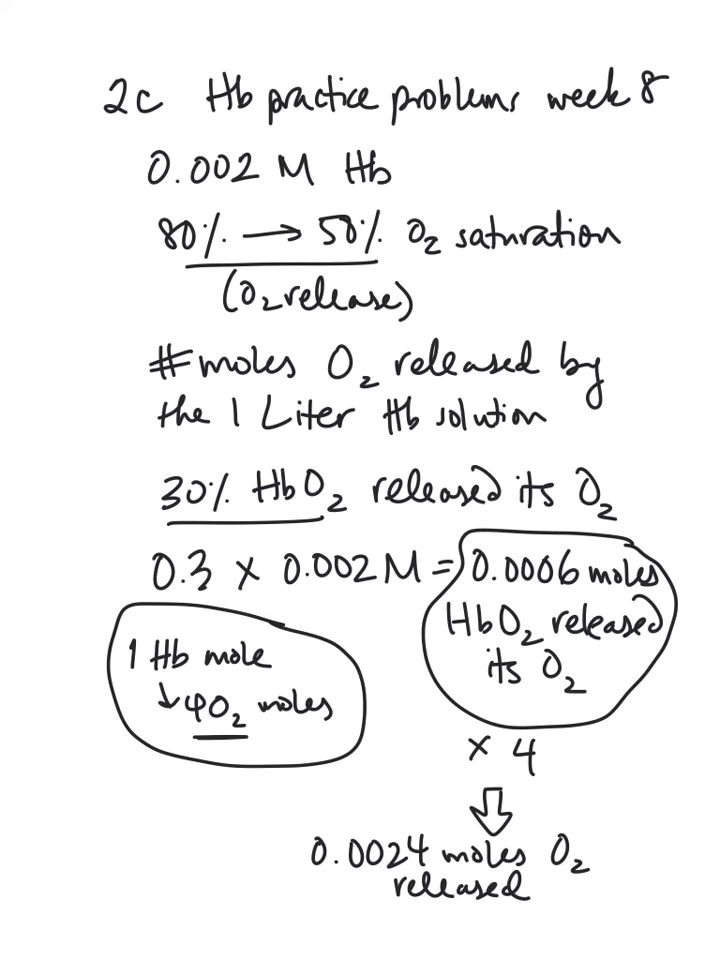 2c Hb practice problems week 8
0.002 M Hb
80% → 50% O₂ saturation
(O₂ release)
# moles O₂ released by
the 1 Liter Hb solution
30% HbO₂ released its O₂
0.3 x 0.002 M = 0.0006 moles
HbO₂ released
its O₂
1 Hb mole
↓ 4O₂ moles
x 4
⇩
0.0024 moles O₂
released